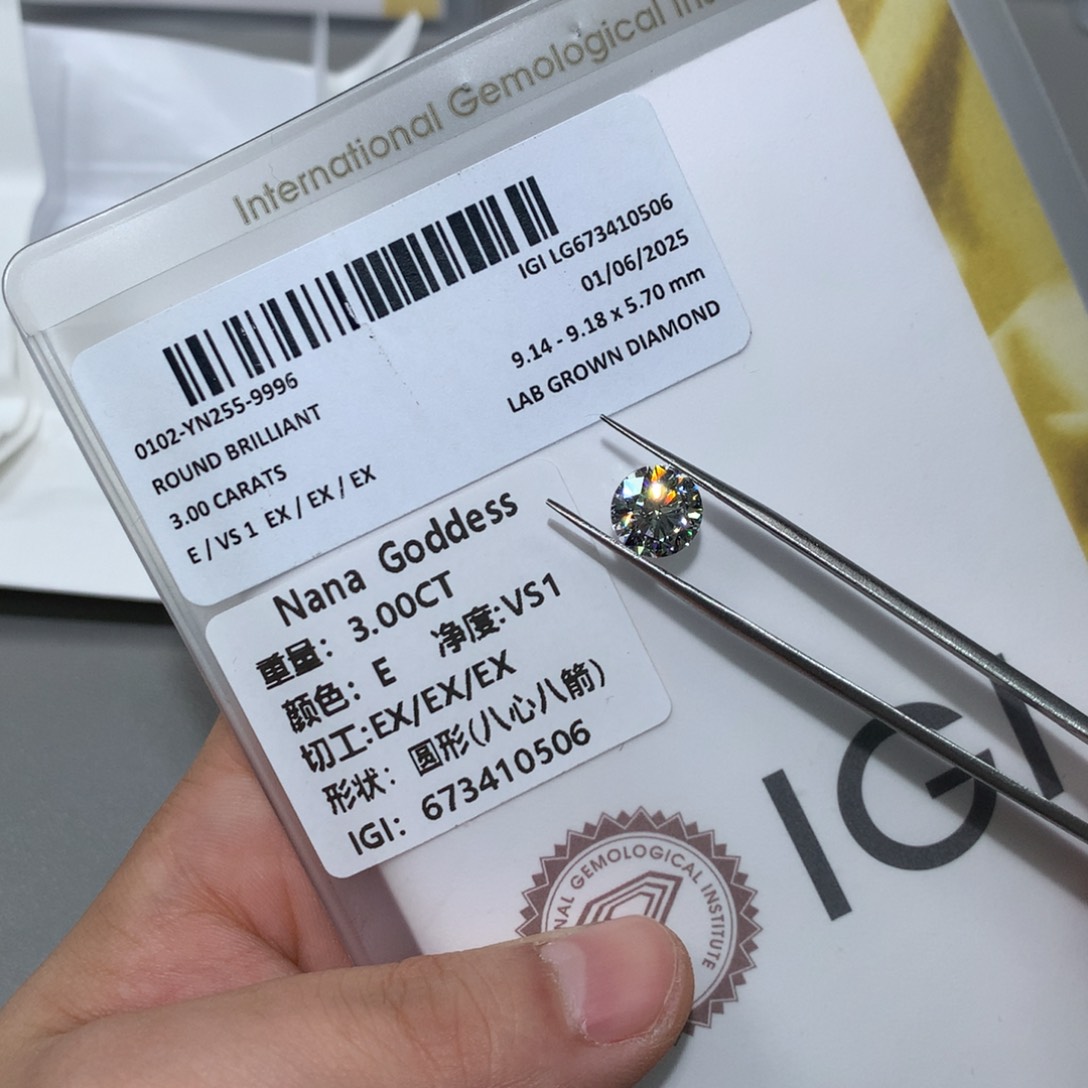 International Gemological
IGI LG673410506
01/06/2025
9.14 - 9.18 x 5.70 mm
LAB GROWN DIAMOND
0102-YN255-9996
ROUND BRILLIANT
3.00 CARATS
E / VS 1 EX / EX / EX
Nana Goddess
重量：3.00CT
颜色：E 净度:VS1
切工:EX/EX/EX
形状：圆形(八心八箭)
IGI：673410506
IGI
GEMOLOGICAL INSTITUTE